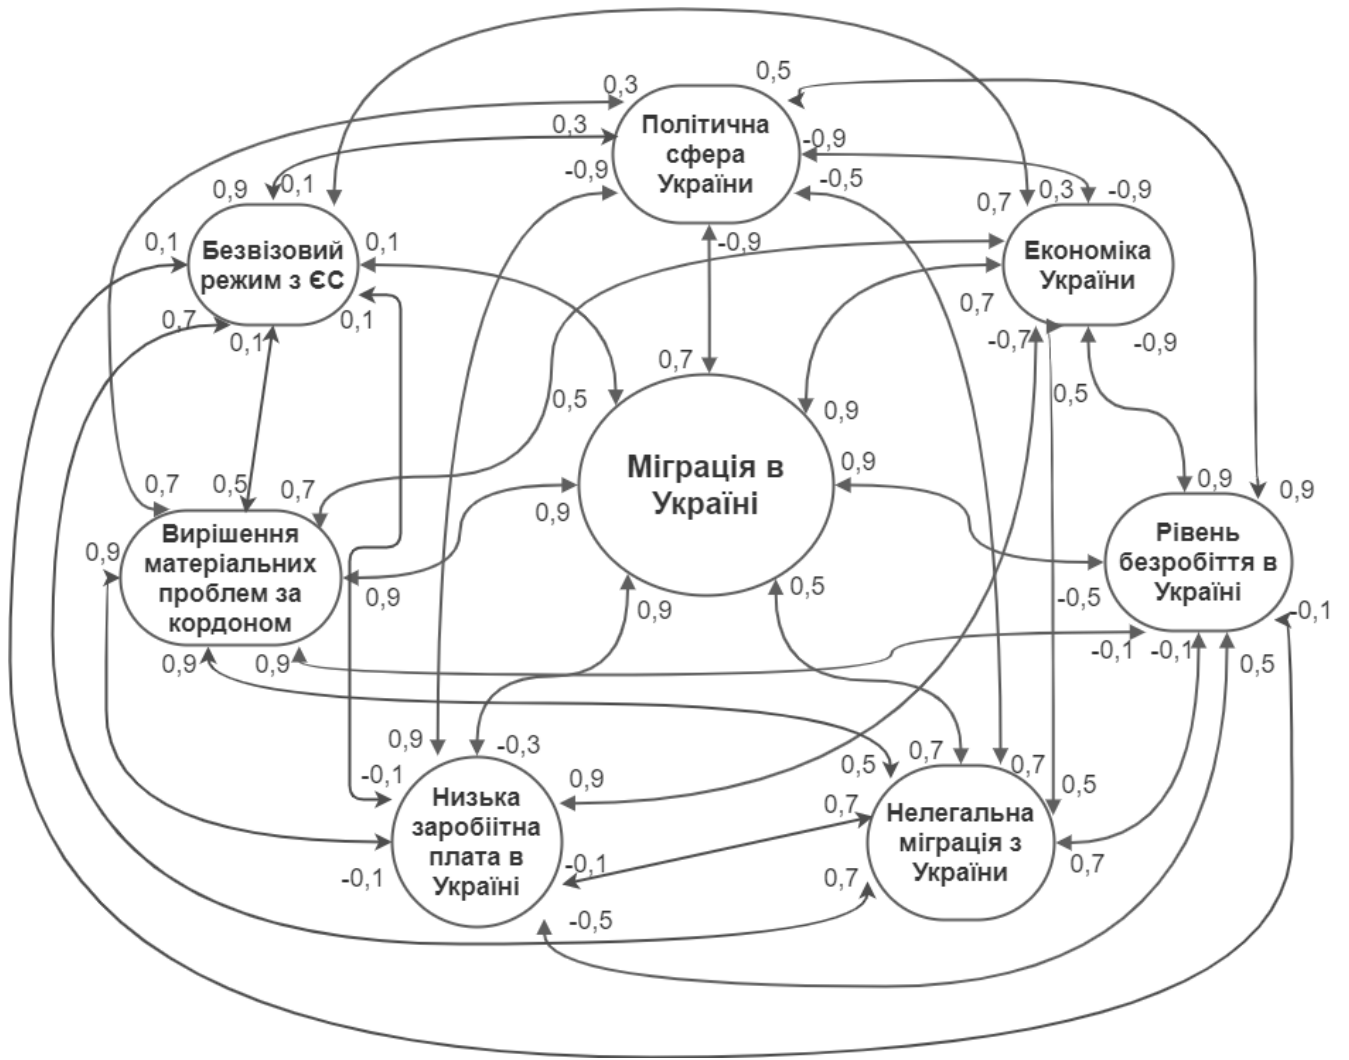 0,5
0,3
Політична
сфера
України
0,3
-0,9
-0,9
-0,5
0,9
0,1
0,7
0,3
-0,9
0,1
Безвізовий
режим з ЄС
0,1
-0,9
Економіка
України
0,7
0,1
0,1
0,7
-0,7
-0,9
0,7
0,5
0,5
0,9
Міграція в
Україні
0,9
0,7
0,5
0,7
0,9
0,9
0,9
Вирішення
матеріальних
проблем за
кордоном
0,9
0,9
Рівень
безробіття в
Україні
0,9
0,5
-0,5
-0,1
0,9
0,9
-0,1
-0,1
0,5
0,9
-0,3
-0,1
0,5
0,7
0,7
0,5
0,9
Низька
заробіітна
плата в
Україні
0,7
Нелегальна
міграція з
України
-0,1
-0,1
0,7
0,7
-0,5